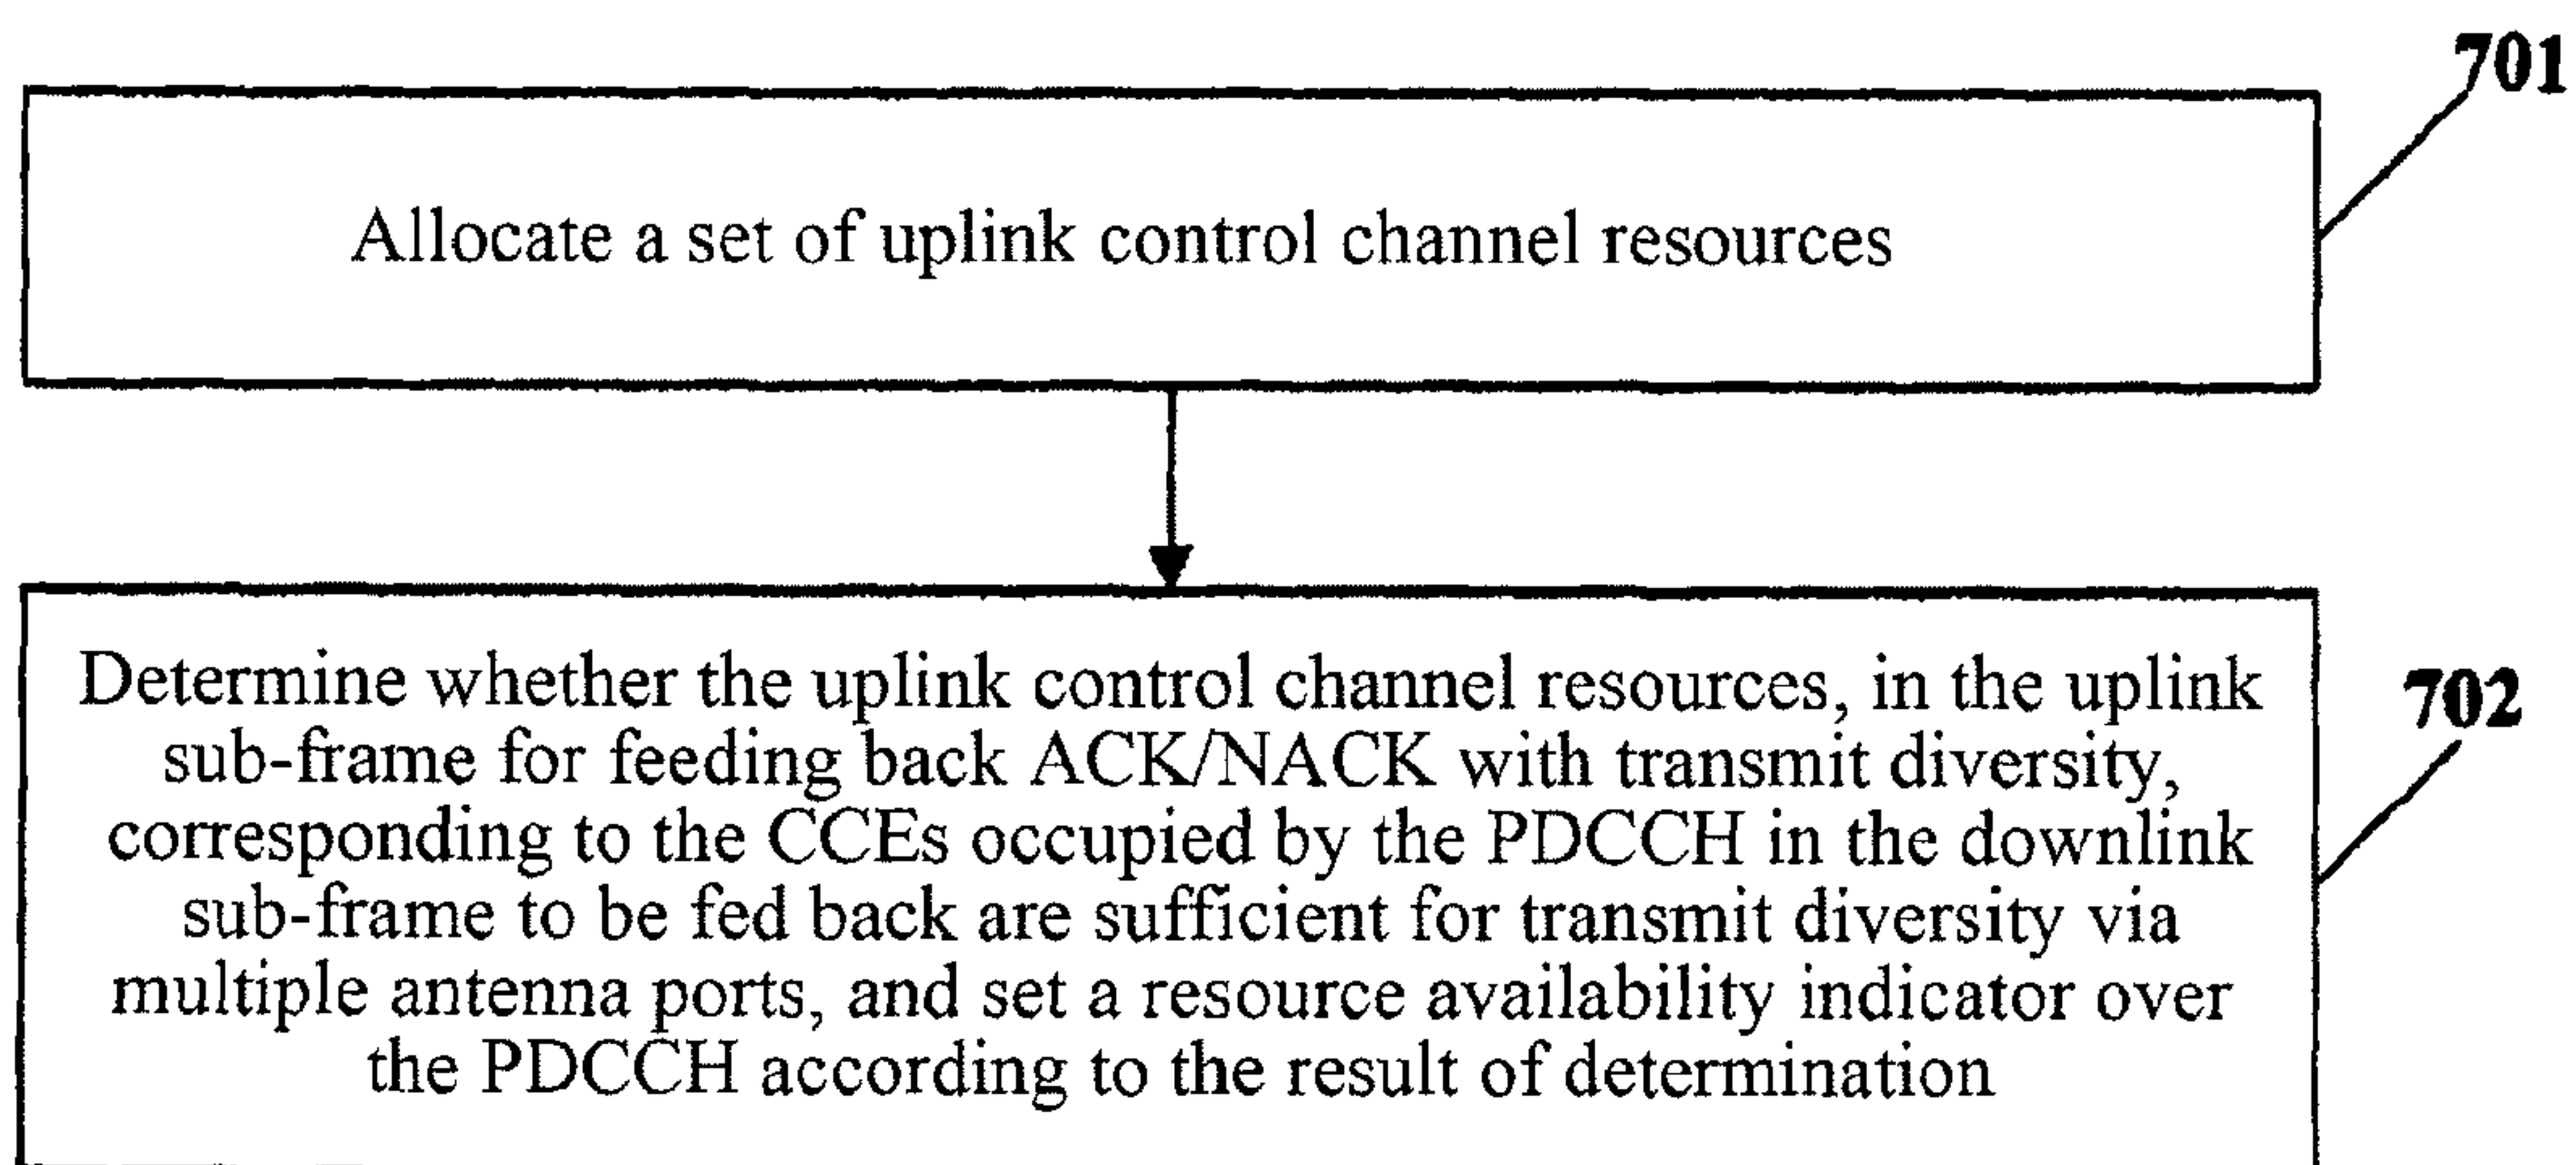 701
Allocate a set of uplink control channel resources
Determine whether the uplink control channel resources, in the uplink
sub-frame for feeding back ACK/NACK with transmit diversity,
corresponding to the CCEs occupied by the PDCCH in the downlink
sub-frame to be fed back are sufficient for transmit diversity via
multiple antenna ports, and set a resource availability indicator over
the PDCCH according to the result of determination
702